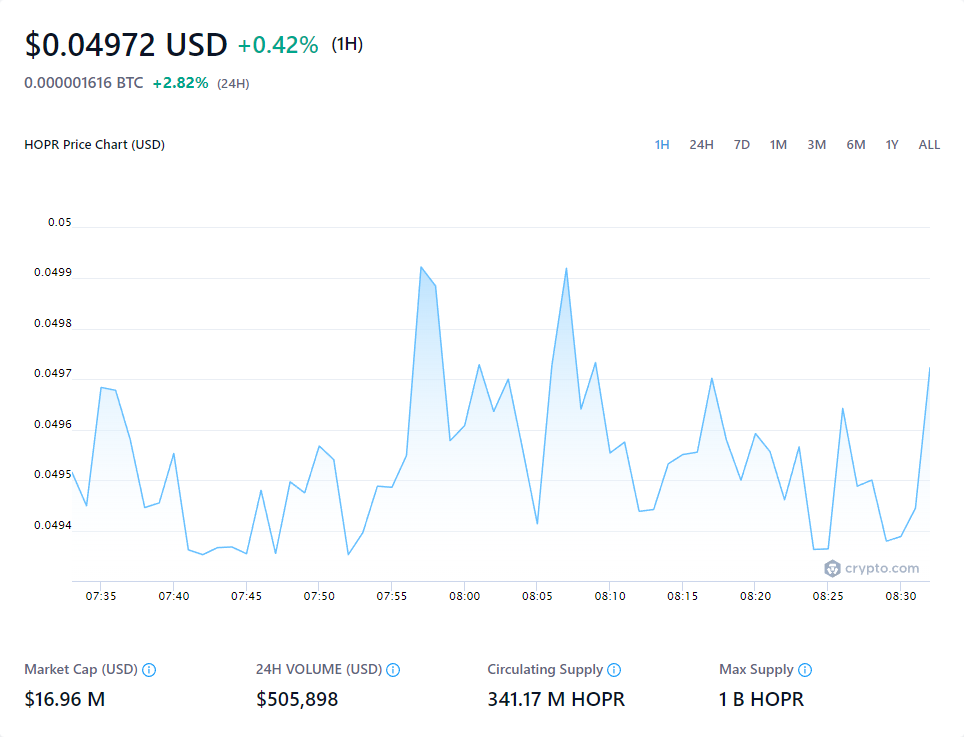 $0.04972 USD +0.42% (1H)
0.000001616 BTC +2.82% (24H)
HOPR Price Chart (USD) 1H 24H 7D 1M 3M 6M 1Y ALL
0.05
0.0499
0.0498
0.0497
0.0496
0.0495
0.0494
crypto.com
07:35 07:40 07:45 07:50 07:55 08:00 08:05 08:10 08:15 08:20 08:25 08:30
Market Cap (USD) 24H VOLUME (USD) Circulating Supply Max Supply
$16.96 M $505,898 341.17 M HOPR 1 B HOPR